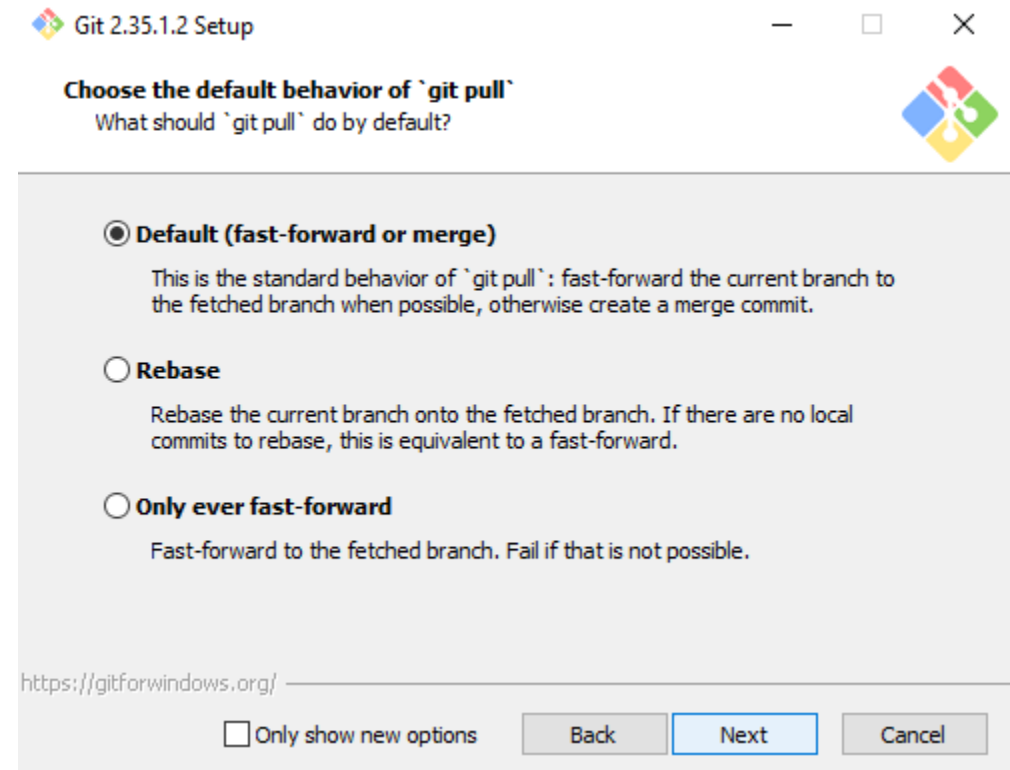 Git 2.35.1.2 Setup
Choose the default behavior of `git pull`
What should `git pull` do by default?
Default (fast-forward or merge)
This is the standard behavior of `git pull`: fast-forward the current branch to
the fetched branch when possible, otherwise create a merge commit.
Rebase
Rebase the current branch onto the fetched branch. If there are no local
commits to rebase, this is equivalent to a fast-forward.
Only ever fast-forward
Fast-forward to the fetched branch. Fail if that is not possible.
https://gitforwindows.org/
Only show new options Back Next Cancel